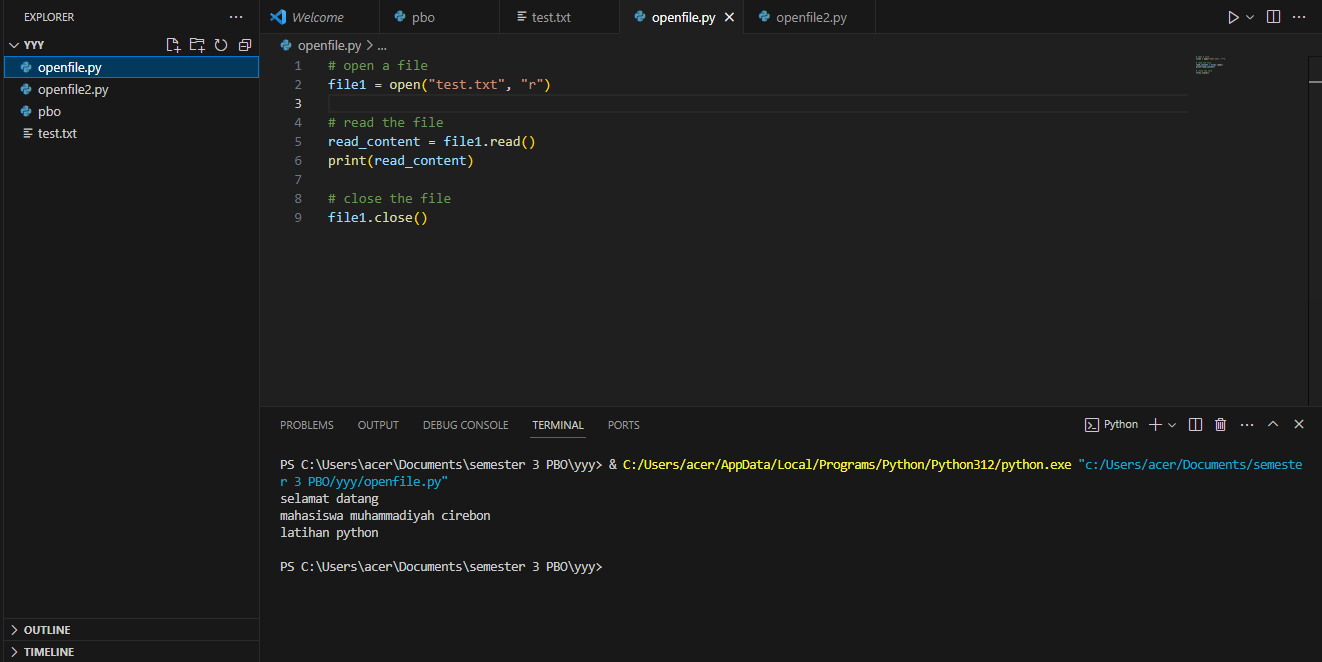 EXPLORER
YYY
openfile.py
openfile2.py
pbo
test.txt
OUTLINE
TIMELINE
Welcome
pbo
test.txt
openfile.py
openfile2.py
openfile.py > ...
1 # open a file
2 file1 = open("test.txt", "r")
3
4 # read the file
5 read_content = file1.read()
6 print(read_content)
7
8 # close the file
9 file1.close()
PROBLEMS OUTPUT DEBUG CONSOLE TERMINAL PORTS
Python
PS C:\Users\acer\Documents\semester 3 PBO\yyy> & C:/Users/acer/AppData/Local/Programs/Python/Python312/python.exe "c:/Users/acer/Documents/semeste
r 3 PBO/yyy/openfile.py"
selamat datang
mahasiswa muhammadiyah cirebon
latihan python
PS C:\Users\acer\Documents\semester 3 PBO\yyy>